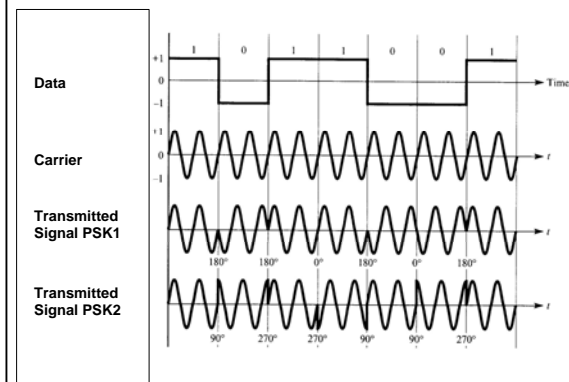 1 0 1 1 0 0 1
+1
Data
0
Time
−1
+1
Carrier
0
t
−1
Transmitted
Signal PSK1
t
180° 180° 0° 180° 0° 180°
Transmitted
Signal PSK2
t
90° 270° 270° 90° 90° 270°